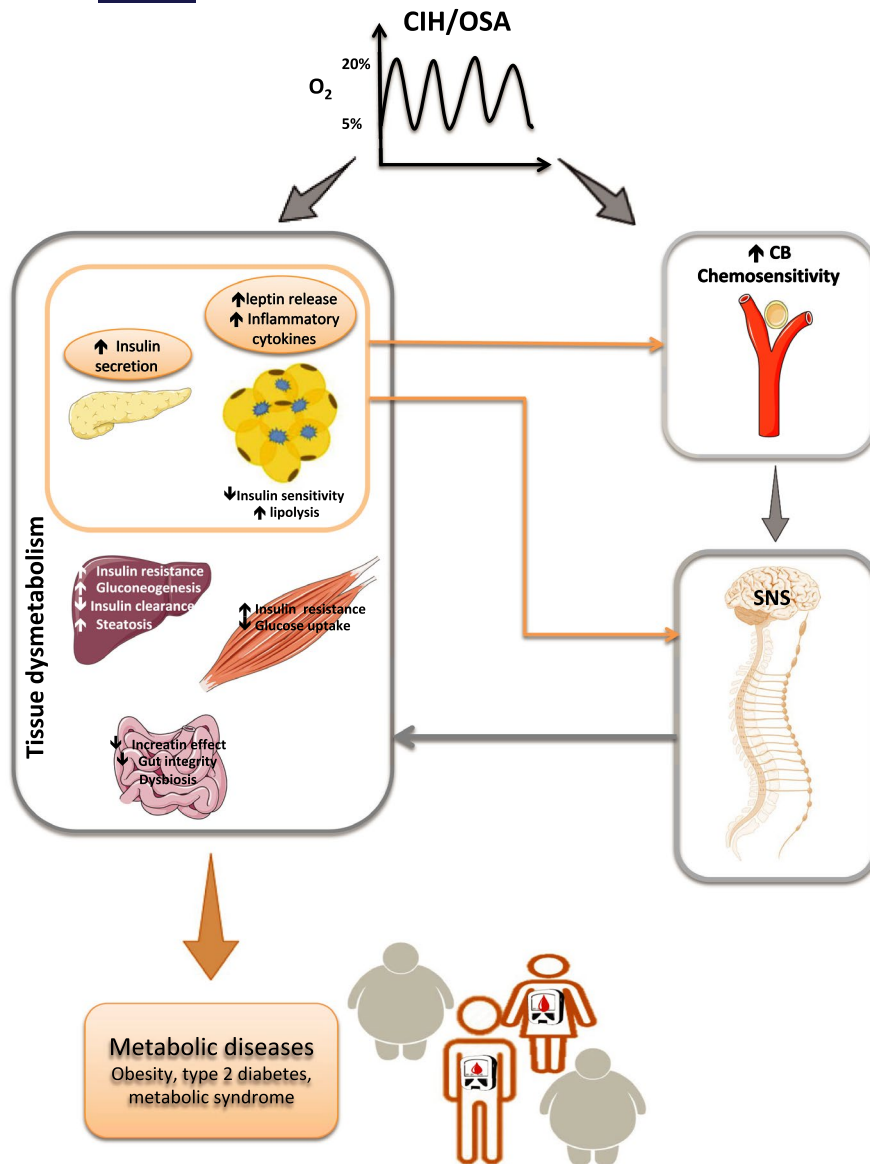 CIH/OSA
20%
O2
5%
↑ CB
Chemosensitivity
↑leptin release
↑ Inflammatory
cytokines
↑ Insulin
secretion
↓Insulin sensitivity
↑ lipolysis
Tissue dysmetabolism
↑ Insulin resistance
↑ Gluconeogenesis
↓ Insulin clearance
↑ Steatosis
↑ Insulin resistance
↓ Glucose uptake
SNS
↓ Increatin effect
↓ Gut integrity
Dysbiosis
Metabolic diseases
Obesity, type 2 diabetes,
metabolic syndrome